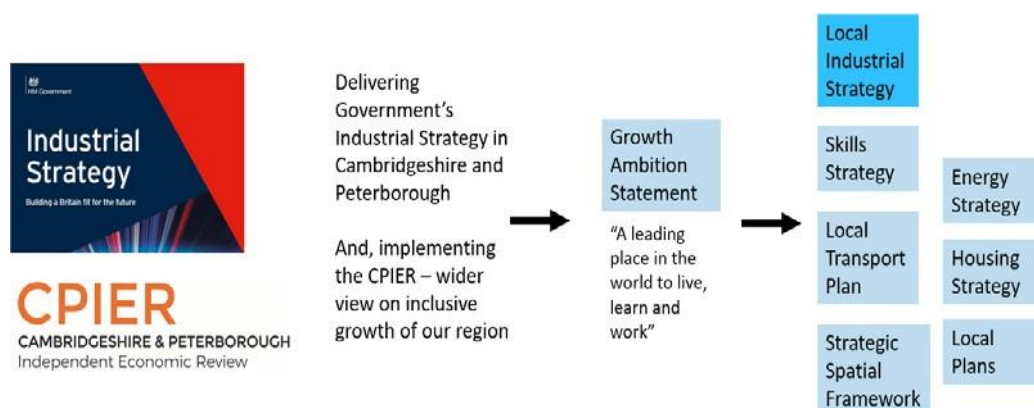 HM Government
Industrial
Strategy
Building a Britain fit for the future
CPIER
CAMBRIDGESHIRE & PETERBOROUGH
Independent Economic Review
Delivering
Government’s
Industrial Strategy in
Cambridgeshire and
Peterborough
And, implementing
the CPIER – wider
view on inclusive
growth of our region
Growth
Ambition
Statement
“A leading
place in the
world to live,
learn and
work”
Local
Industrial
Strategy
Skills
Strategy
Local
Transport
Plan
Strategic
Spatial
Framework
Energy
Strategy
Housing
Strategy
Local
Plans